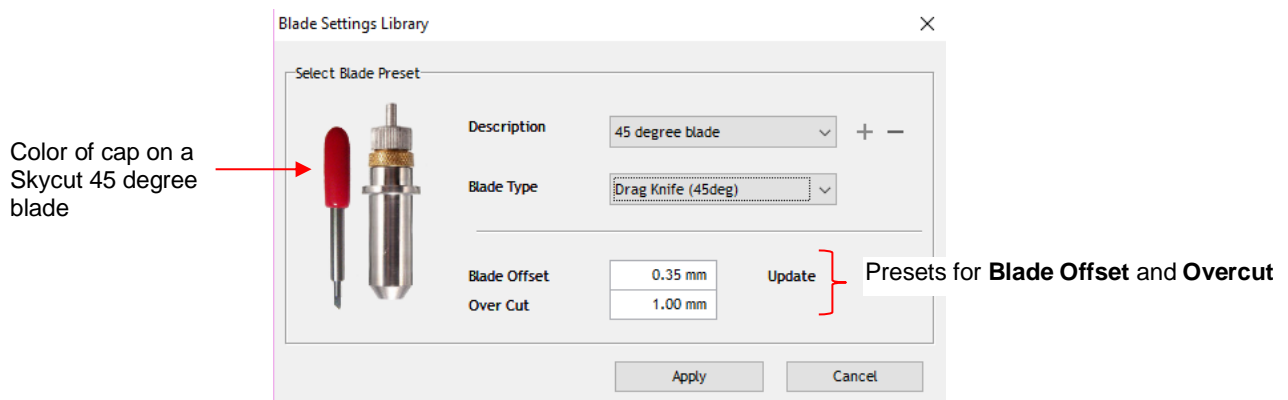 Blade Settings Library
Select Blade Preset
Color of cap on a
Skycut 45 degree
blade
Description
45 degree blade
Blade Type
Drag Knife (45deg)
Blade Offset
0.35 mm
Update
Over Cut
1.00 mm
Presets for Blade Offset and Overcut
Apply
Cancel